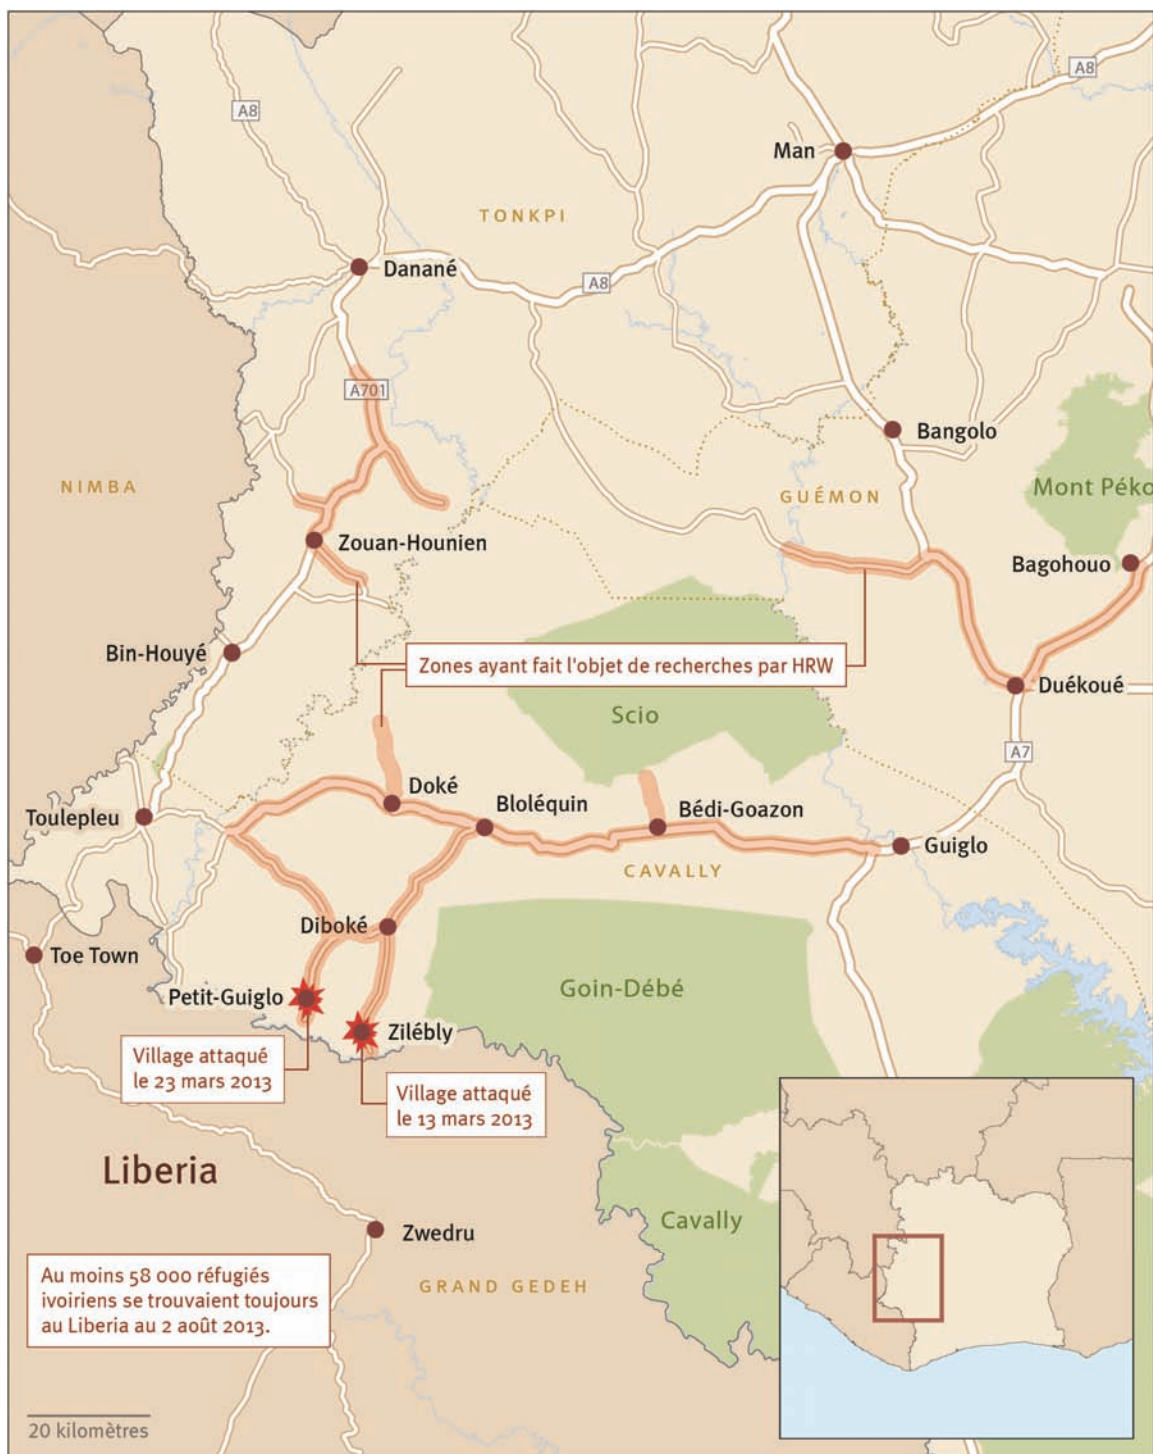 A8
A8
Man
TONKPI
Danané
A8
A701
Bangolo
NIMBA
GUÉMON
Mont Péko
Zouan-Hounien
Bagohouo
Bin-Houyé
Zones ayant fait l'objet de recherches par HRW
Duékoué
Scio
A7
Doké
Toulepleu
Bloléquin
Bédi-Goazon
Guiglo
CAVALLY
Diboké
Toe Town
Goin-Débé
Petit-Guiglo
Zilébly
Village attaqué
le 23 mars 2013
Village attaqué
le 13 mars 2013
Liberia
Cavally
Zwedru
Au moins 58 000 réfugiés
ivoiriens se trouvaient toujours
au Liberia au 2 août 2013.
GRAND GEDEH
20 kilomètres